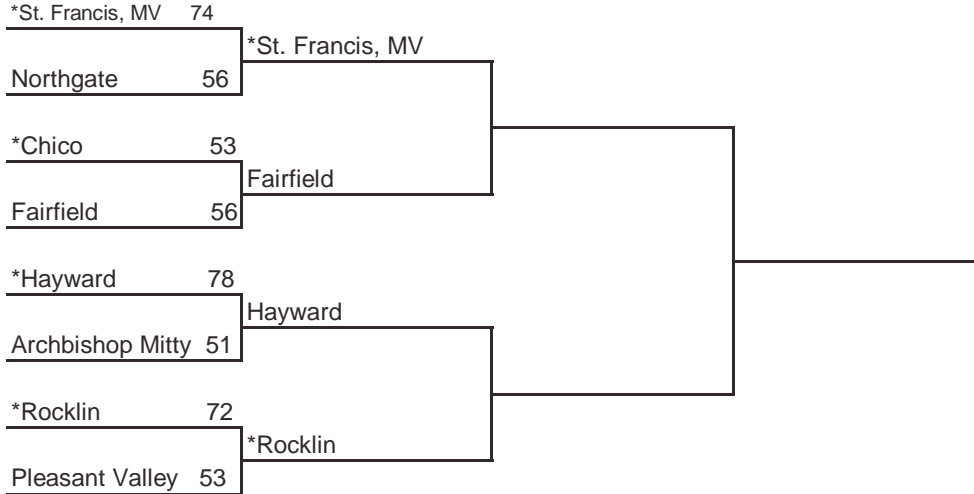 *St. Francis, MV 74
*St. Francis, MV
Northgate 56
*Chico 53
Fairfield
Fairfield 56
*Hayward 78
Hayward
Archbishop Mitty 51
*Rocklin 72
*Rocklin
Pleasant Valley 53